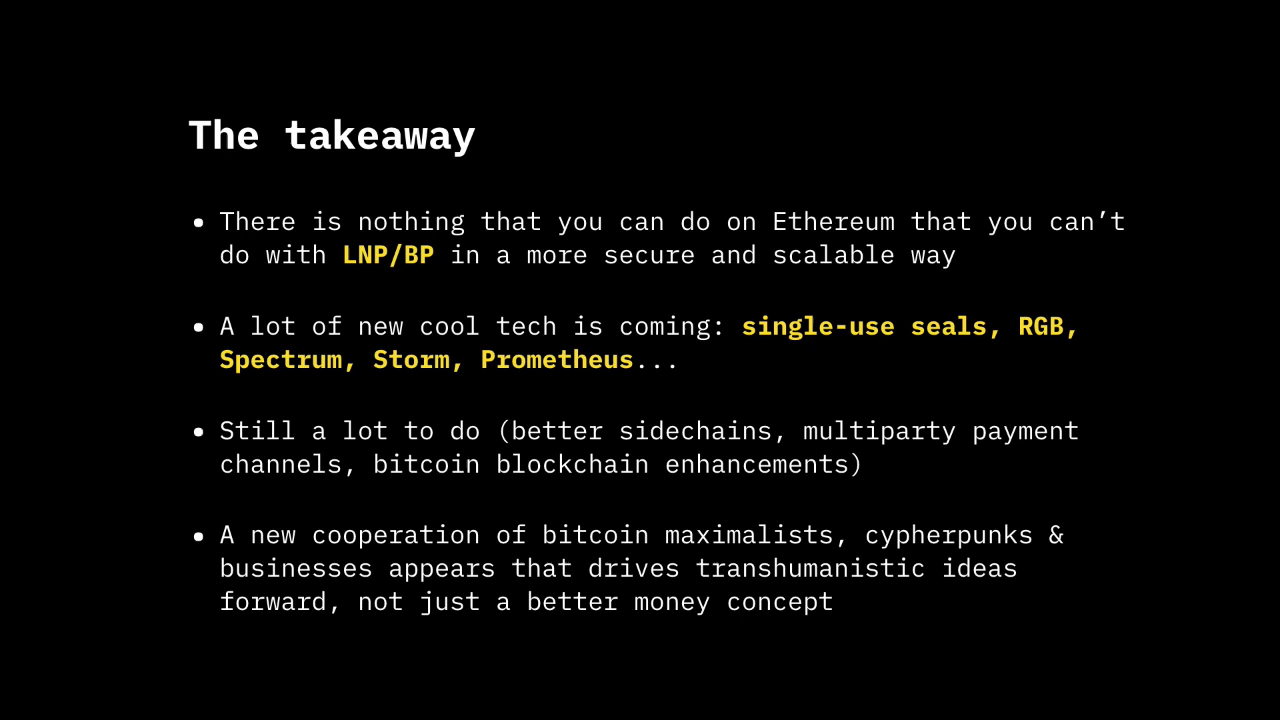 The takeaway
• There is nothing that you can do on Ethereum that you can’t
do with LNP/BP in a more secure and scalable way
• A lot of new cool tech is coming: single-use seals, RGB,
Spectrum, Storm, Prometheus...
• Still a lot to do (better sidechains, multiparty payment
channels, bitcoin blockchain enhancements)
• A new cooperation of bitcoin maximalists, cypherpunks &
businesses appears that drives transhumanistic ideas
forward, not just a better money concept